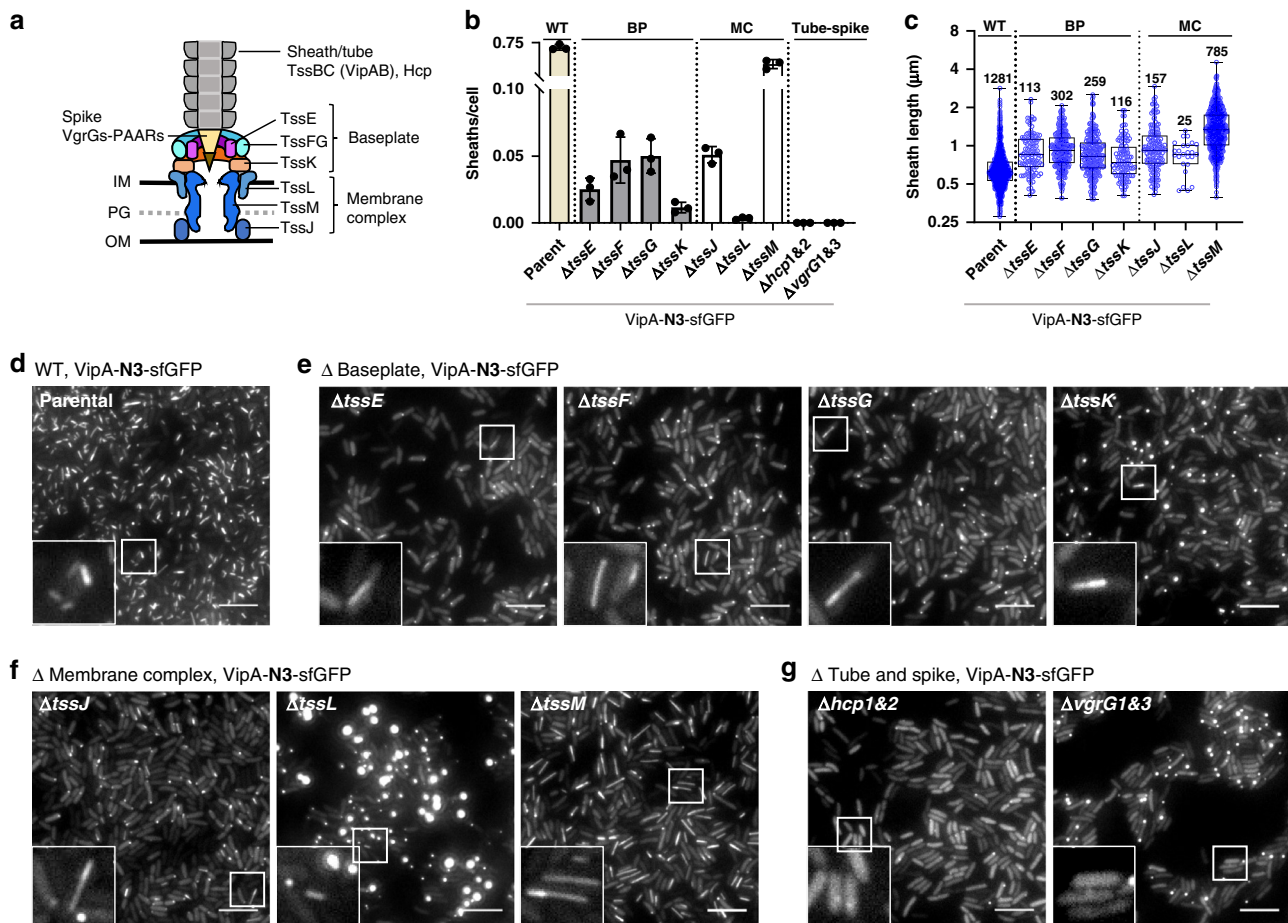 a
Sheath/tube
TssBC (VipAB), Hcp
Spike
VgrGs-PAARs
TssE
TssFG
TssK
Baseplate
IM
PG
OM
TssL
TssM
TssJ
Membrane
complex
b
WT BP MC Tube-spike
Sheaths/cell
0.75
0.10
0.05
0.00
Parent
ΔtssE
ΔtssF
ΔtssG
ΔtssK
ΔtssJ
ΔtssL
ΔtssM
Δhcp1&2
ΔvgrG1&3
VipA-N3-sfGFP
c
WT BP MC
Sheath length (μm)
8
4
2
1
0.5
0.25
1281
113
302
259
116
157
25
785
Parent
ΔtssE
ΔtssF
ΔtssG
ΔtssK
ΔtssJ
ΔtssL
ΔtssM
VipA-N3-sfGFP
d WT, VipA-N3-sfGFP
Parental
e Δ Baseplate, VipA-N3-sfGFP
ΔtssE
ΔtssF
ΔtssG
ΔtssK
f Δ Membrane complex, VipA-N3-sfGFP
ΔtssJ
ΔtssL
ΔtssM
g Δ Tube and spike, VipA-N3-sfGFP
Δhcp1&2
ΔvgrG1&3